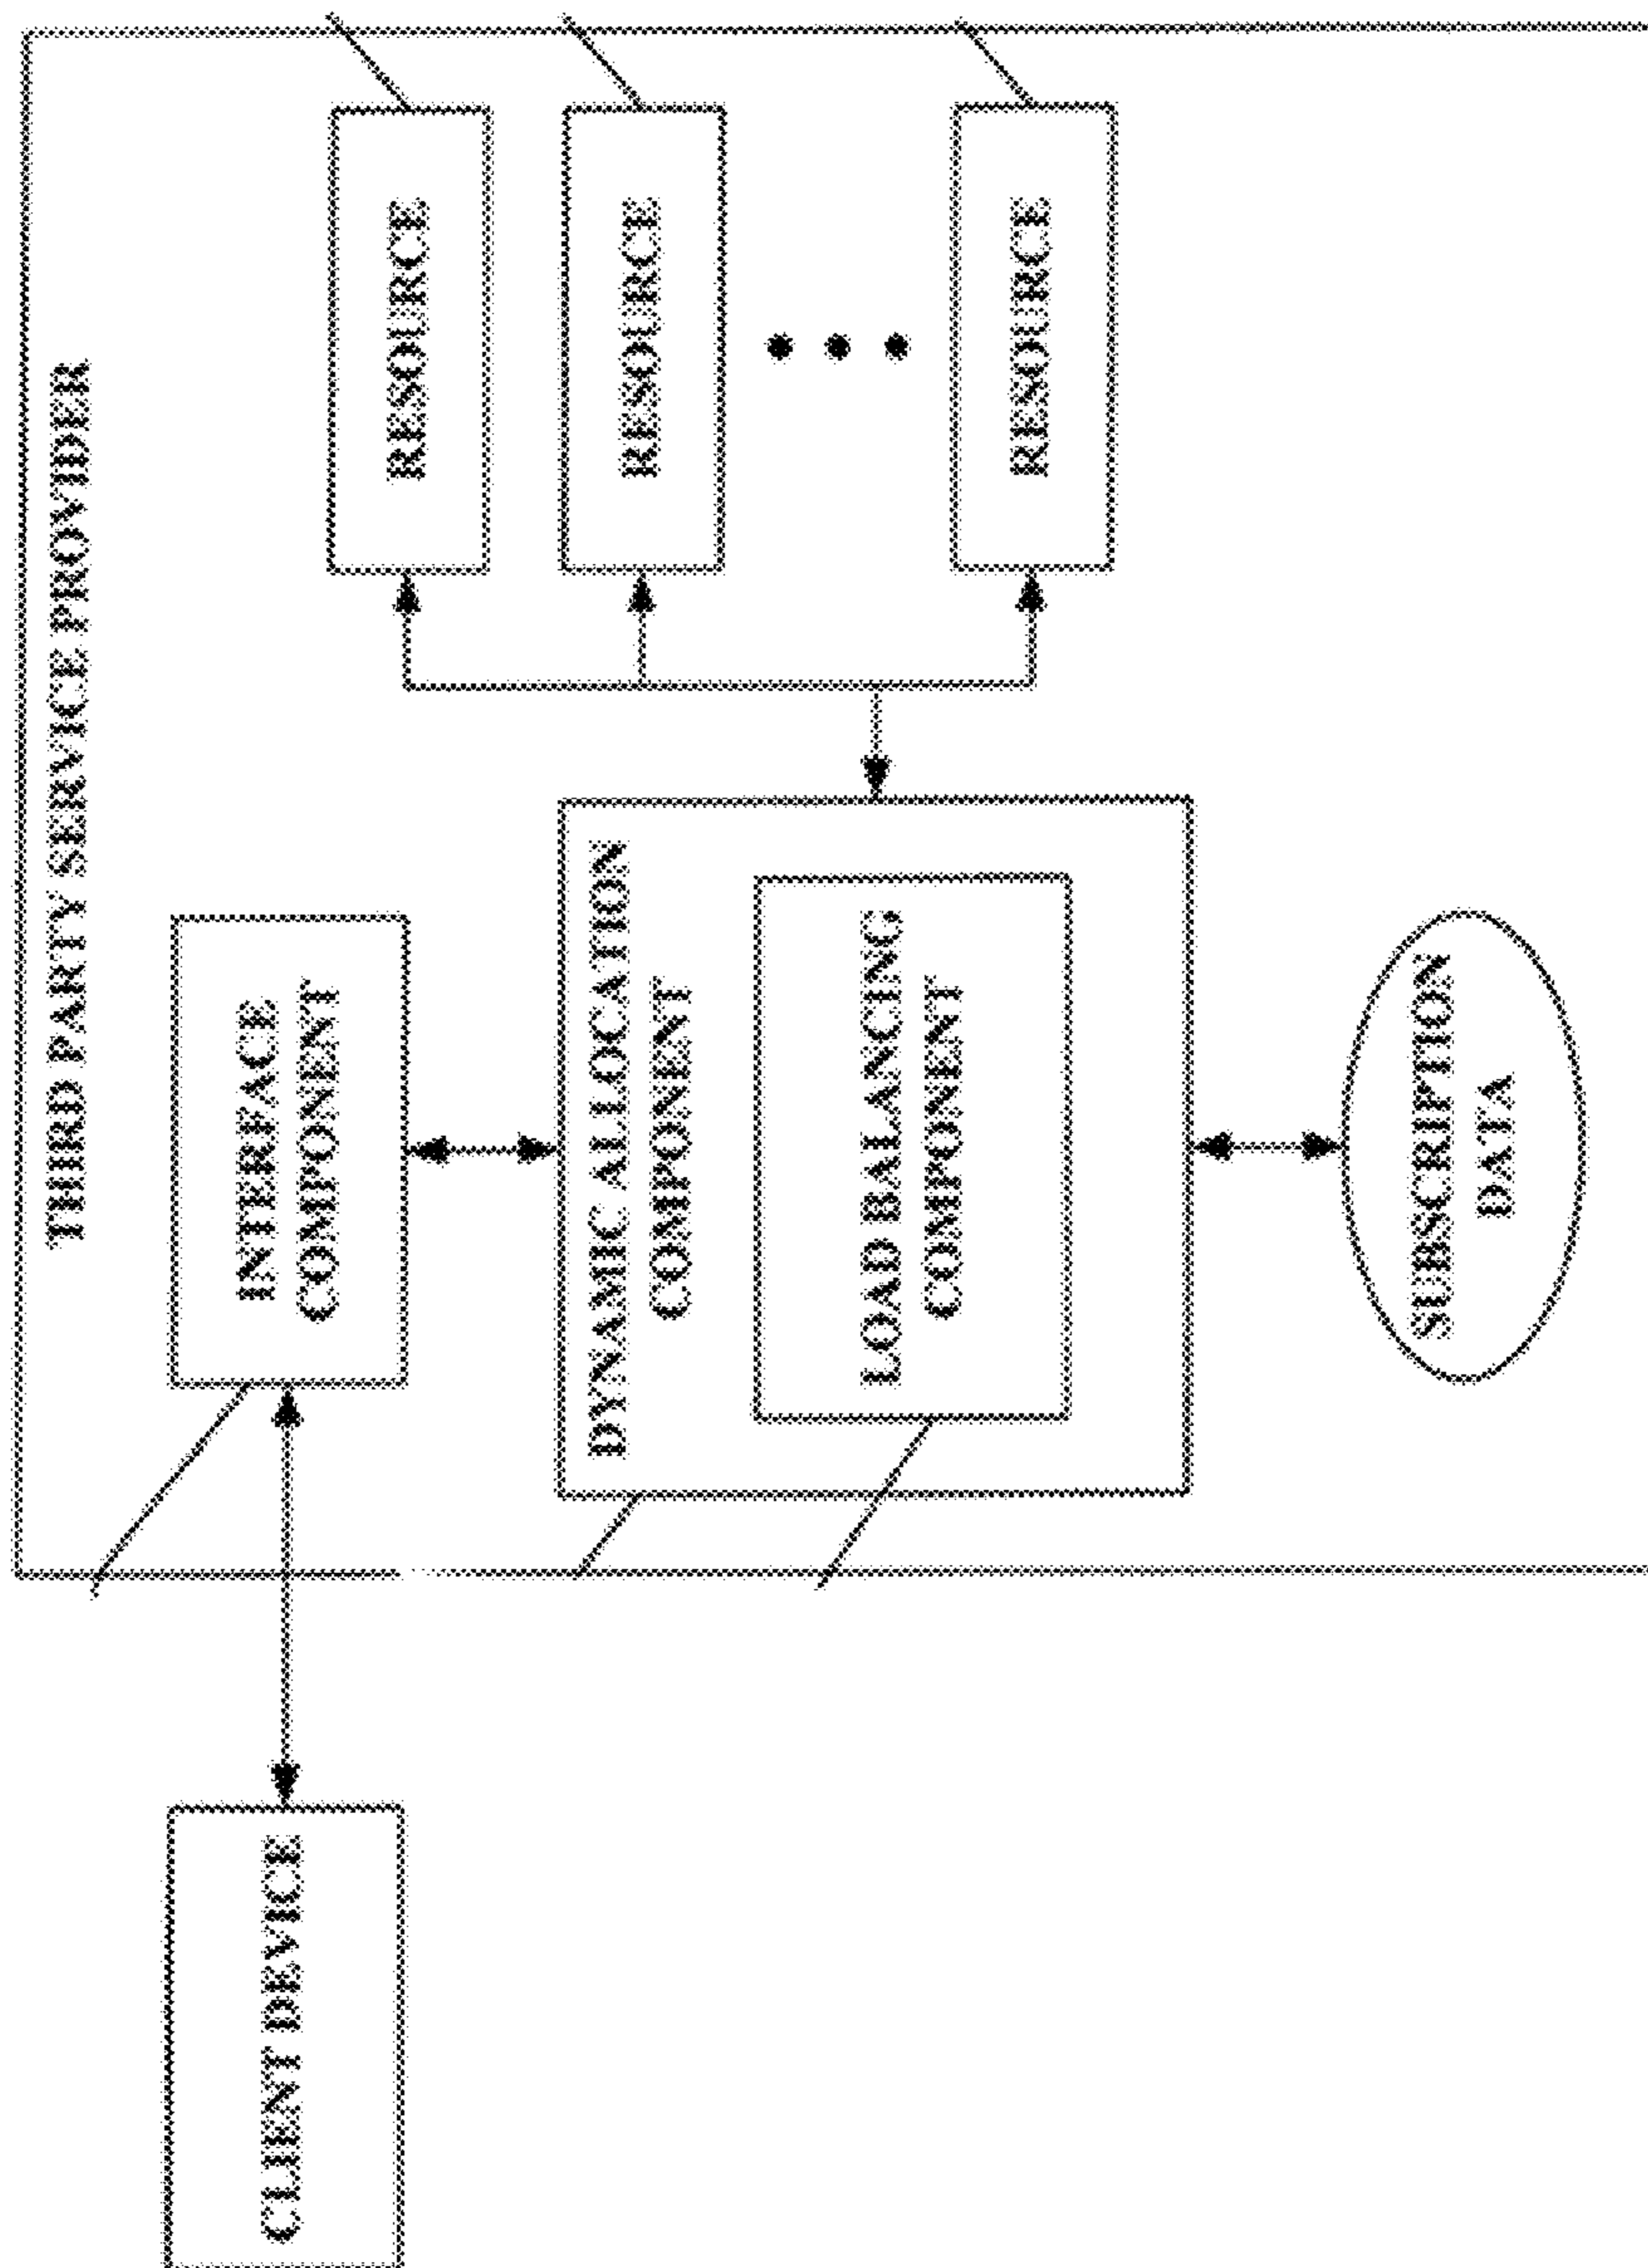 THIRD PARTY SERVICE PROVIDER
CLIENT DEVICE
INTERFACE
COMPONENT
RESOURCE
RESOURCE
RESOURCE
DYNAMIC ALLOCATION
COMPONENT
LOAD BALANCING
COMPONENT
SUBSCRIPTION
DATA